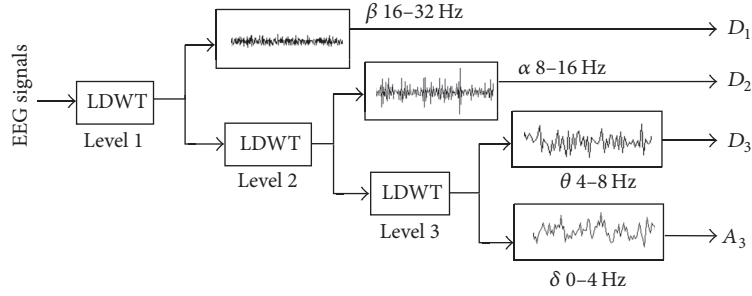 EEG signals
LDWT
Level 1
β 16–32 Hz
D1
LDWT
Level 2
α 8–16 Hz
D2
LDWT
Level 3
θ 4–8 Hz
D3
δ 0–4 Hz
A3